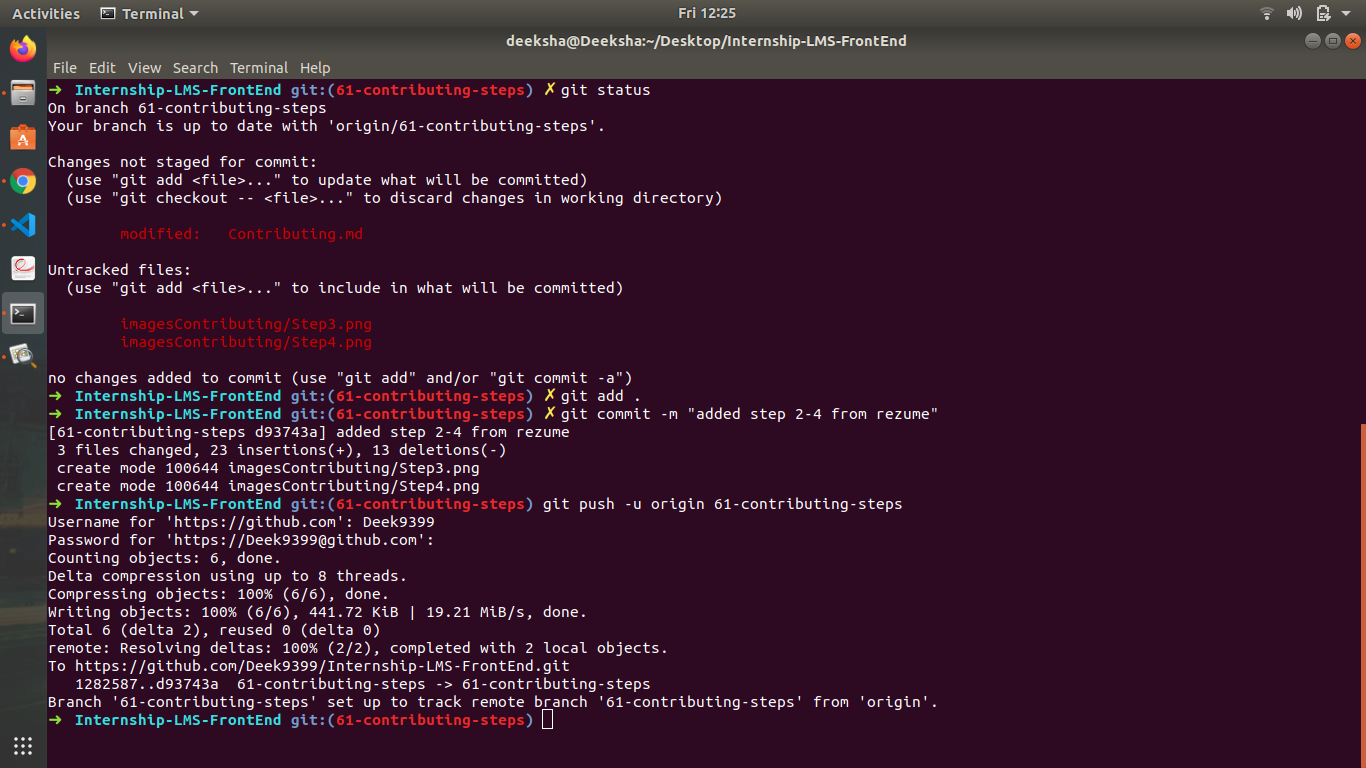 Activities Terminal Fri 12:25
deeksha@Deeksha:~/Desktop/Internship-LMS-FrontEnd
File Edit View Search Terminal Help
➜ Internship-LMS-FrontEnd git:(61-contributing-steps) ✗ git status
On branch 61-contributing-steps
Your branch is up to date with 'origin/61-contributing-steps'.
Changes not staged for commit:
(use "git add <file>..." to update what will be committed)
(use "git checkout -- <file>..." to discard changes in working directory)
modified: Contributing.md
Untracked files:
(use "git add <file>..." to include in what will be committed)
imagesContributing/Step3.png
imagesContributing/Step4.png
no changes added to commit (use "git add" and/or "git commit -a")
➜ Internship-LMS-FrontEnd git:(61-contributing-steps) ✗ git add .
➜ Internship-LMS-FrontEnd git:(61-contributing-steps) ✗ git commit -m "added step 2-4 from rezume"
[61-contributing-steps d93743a] added step 2-4 from rezume
3 files changed, 23 insertions(+), 13 deletions(-)
create mode 100644 imagesContributing/Step3.png
create mode 100644 imagesContributing/Step4.png
➜ Internship-LMS-FrontEnd git:(61-contributing-steps) git push -u origin 61-contributing-steps
Username for 'https://github.com': Deek9399
Password for 'https://Deek9399@github.com':
Counting objects: 6, done.
Delta compression using up to 8 threads.
Compressing objects: 100% (6/6), done.
Writing objects: 100% (6/6), 441.72 KiB | 19.21 MiB/s, done.
Total 6 (delta 2), reused 0 (delta 0)
remote: Resolving deltas: 100% (2/2), completed with 2 local objects.
To https://github.com/Deek9399/Internship-LMS-FrontEnd.git
1282587..d93743a 61-contributing-steps -> 61-contributing-steps
Branch '61-contributing-steps' set up to track remote branch '61-contributing-steps' from 'origin'.
➜ Internship-LMS-FrontEnd git:(61-contributing-steps)